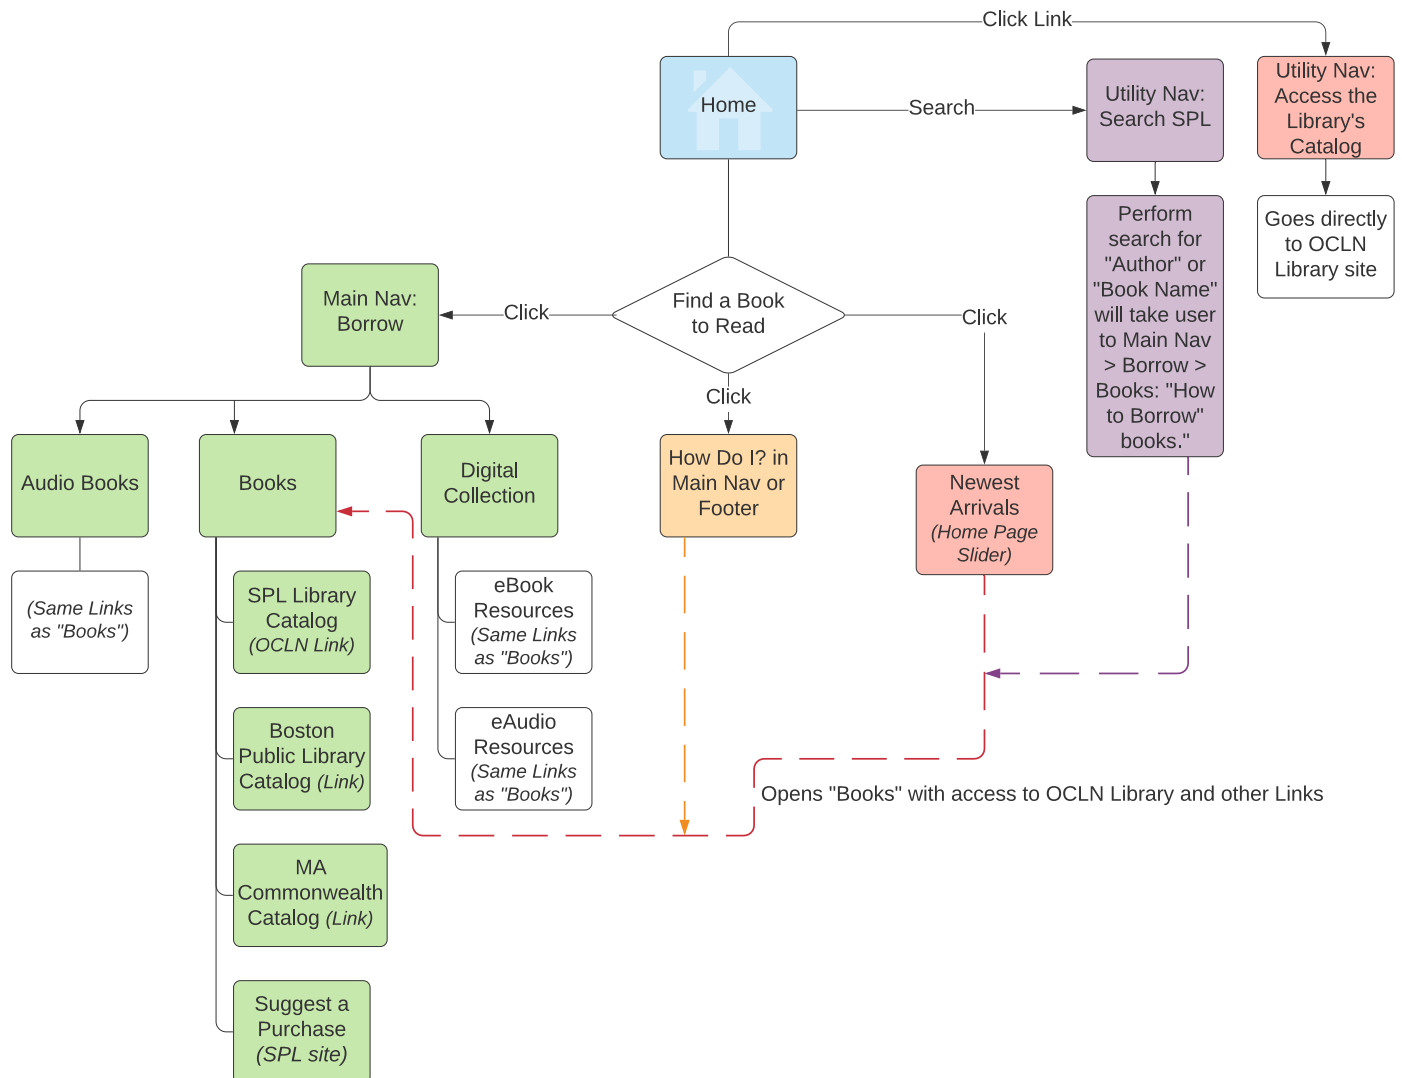 Click Link
Home
Search
Utility Nav:
Search SPL
Utility Nav:
Access the
Library's
Catalog
Perform
search for
"Author" or
"Book Name"
will take user
to Main Nav
> Borrow >
Books: "How
to Borrow"
books."
Goes directly
to OCLN
Library site
Main Nav:
Borrow
Click
Find a Book
to Read
Click
Click
Audio Books
Books
Digital
Collection
How Do I? in
Main Nav or
Footer
Newest
Arrivals
(Home Page
Slider)
(Same Links
as "Books")
SPL Library
Catalog
(OCLN Link)
eBook
Resources
(Same Links
as "Books")
Boston
Public Library
Catalog (Link)
eAudio
Resources
(Same Links
as "Books")
Opens "Books" with access to OCLN Library and other Links
MA
Commonwealth
Catalog (Link)
Suggest a
Purchase
(SPL site)